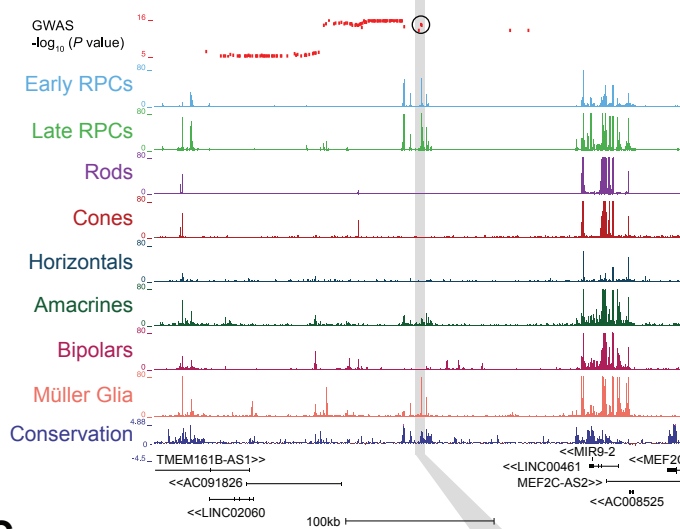 GWAS
-log10 (P value)
16
5
Early RPCs
80
0
Late RPCs
80
0
Rods
80
0
Cones
80
0
Horizontals
80
0
Amacrines
80
0
Bipolars
80
0
Müller Glia
80
0
Conservation
4.88
0
-4.5
TMEM161B-AS1>>
<<MIR9-2
<<LINC00461
<<MEF2C
<<AC091826
MEF2C-AS2>>
<<LINC02060
<<AC008525
100kb